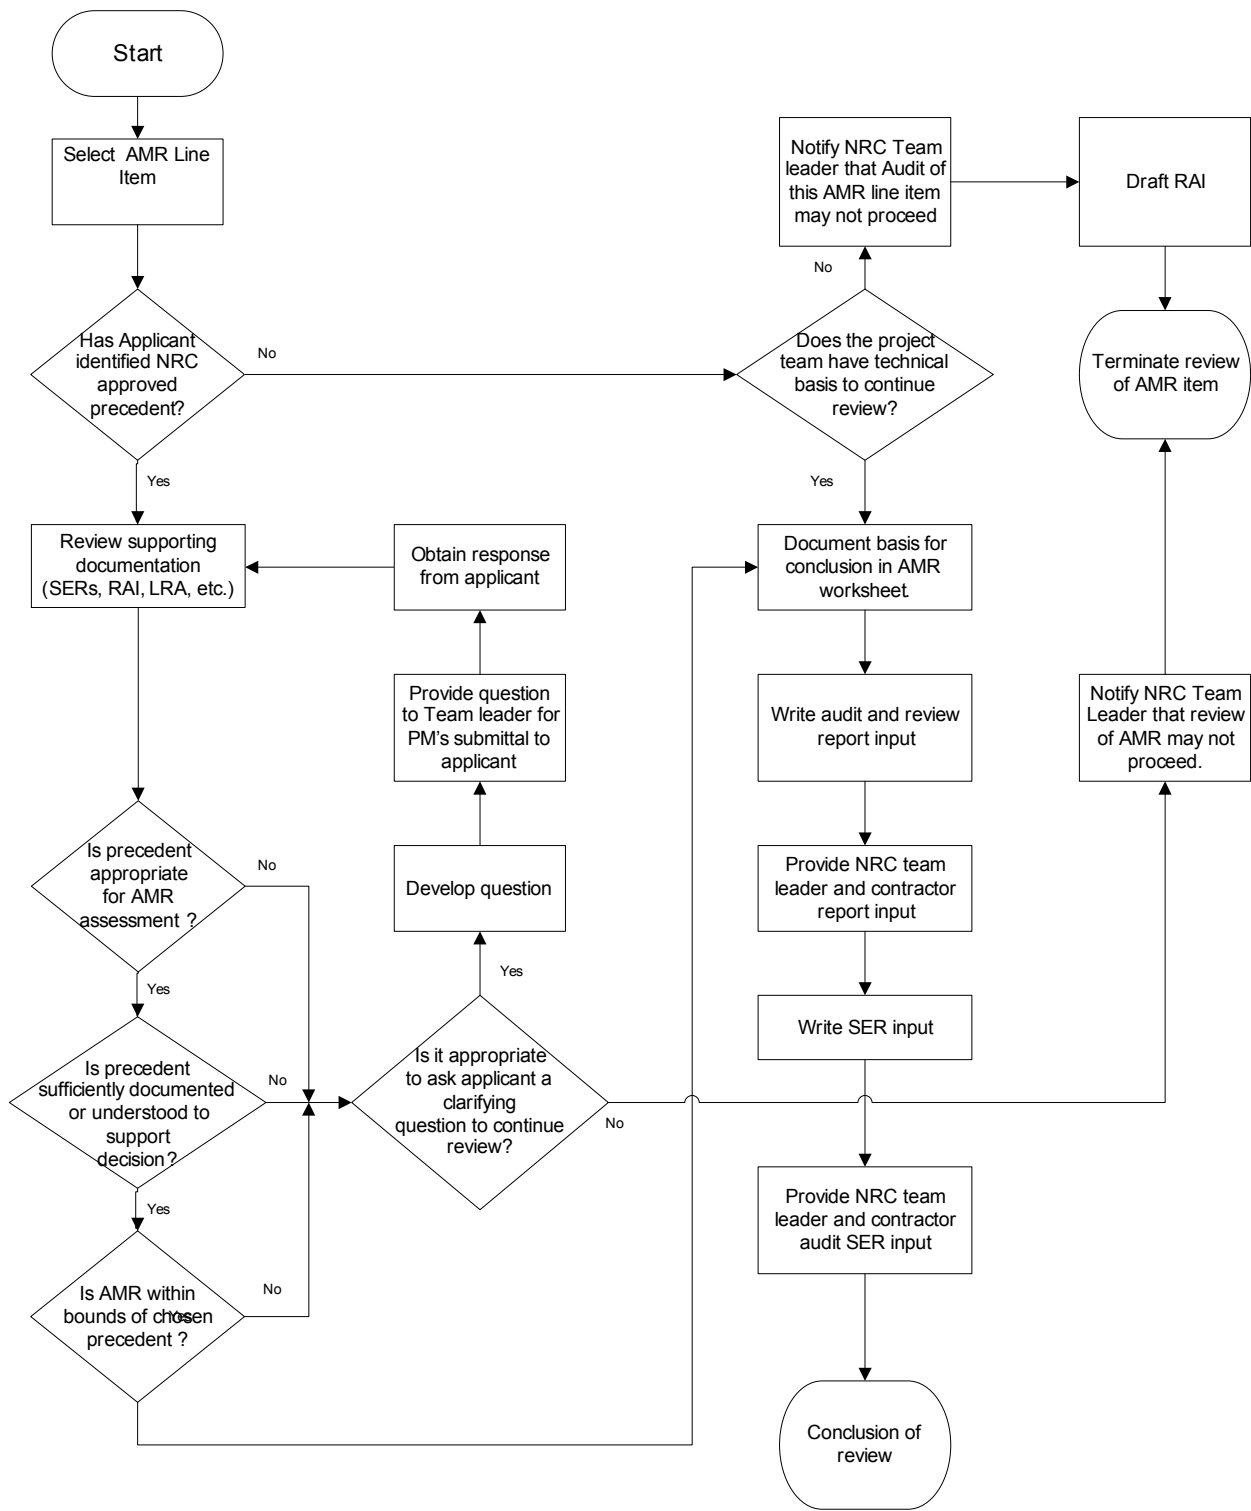 Start
Select AMR Line
Item
Has Applicant
identified NRC
approved
precedent?
No
Yes
Review supporting
documentation
(SERs, RAI, LRA, etc.)
Is precedent
appropriate
for AMR
assessment ?
No
Yes
Is precedent
sufficiently documented
or understood to
support
decision?
No
Yes
Is AMR within
bounds of chosen
precedent ?
No
Yes
Obtain response
from applicant
Provide question
to Team leader for
PM's submittal to
applicant
Develop question
Yes
Is it appropriate
to ask applicant a
clarifying
question to continue
review?
No
Notify NRC Team
leader that Audit of
this AMR line item
may not proceed
No
Does the project
team have technical
basis to continue
review?
Yes
Document basis for
conclusion in AMR
worksheet.
Write audit and review
report input
Provide NRC team
leader and contractor
report input
Write SER input
Provide NRC team
leader and contractor
audit SER input
Conclusion of
review
Draft RAI
Terminate review
of AMR item
Notify NRC Team
Leader that review
of AMR may not
proceed.